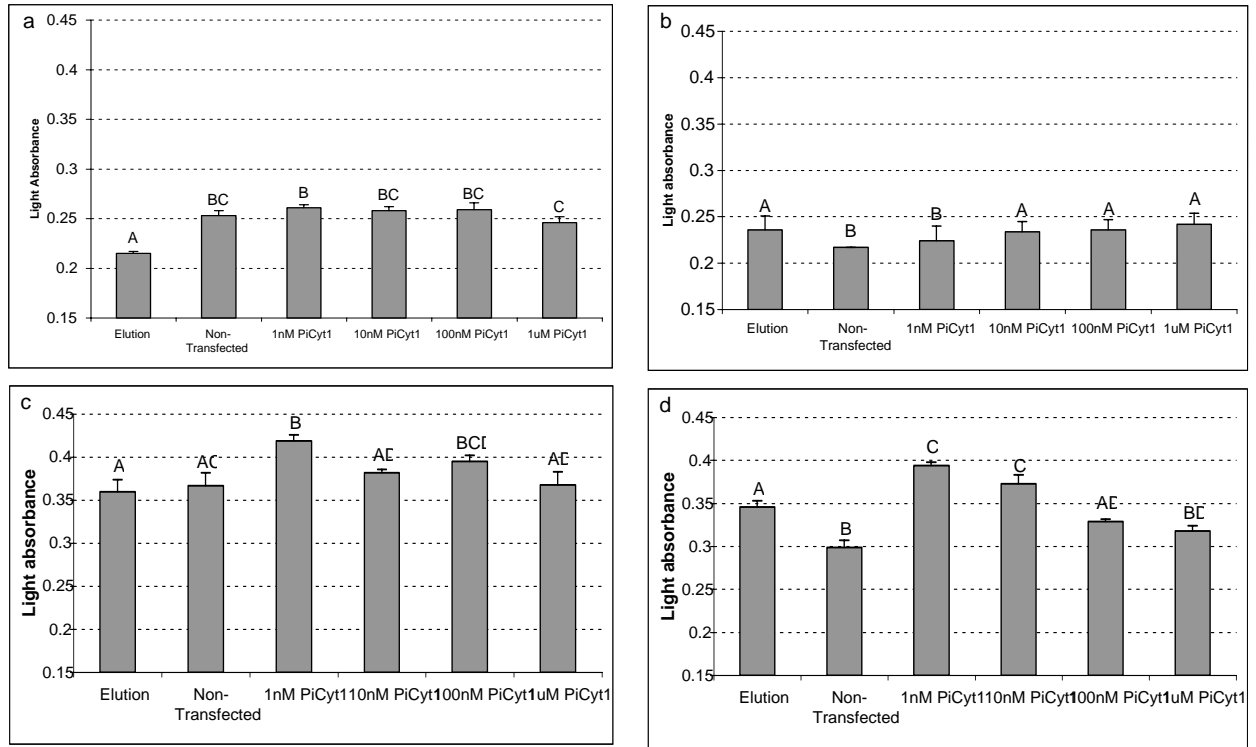 a
Light Absorbance
0.45
0.4
0.35
0.3
0.25
0.2
0.15
A
BC
B
BC
BC
C
Elution
Non-
Transfected
1nM PiCyt1
10nM PiCyt1
100nM PiCyt1
1uM PiCyt1
b
Light absorbance
0.45
0.4
0.35
0.3
0.25
0.2
0.15
A
B
B
A
A
A
Elution
Non-
Transfected
1nM PiCyt1
10nM PiCyt1
100nM PiCyt1
1uM PiCyt1
c
Light absorbance
0.45
0.4
0.35
0.3
0.25
0.2
0.15
A
AC
B
Elution
Non-
Transfected
1nM PiCyt1
10nM PiCyt1
100nM PiCyt1
1uM PiCyt1
d
Light absorbance
0.45
0.4
0.35
0.3
0.25
0.2
0.15
A
B
C
C
Elution
Non-
Transfected
1nM PiCyt1
10nM PiCyt1
100nM PiCyt1
1uM PiCyt1